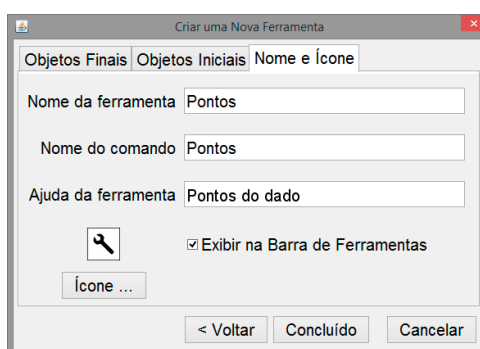 Criar uma Nova Ferramenta
Objetos Finais Objetos Iniciais Nome e Ícone
Nome da ferramenta Pontos
Nome do comando Pontos
Ajuda da ferramenta Pontos do dado
Exibir na Barra de Ferramentas
Ícone ...
< Voltar Concluído Cancelar